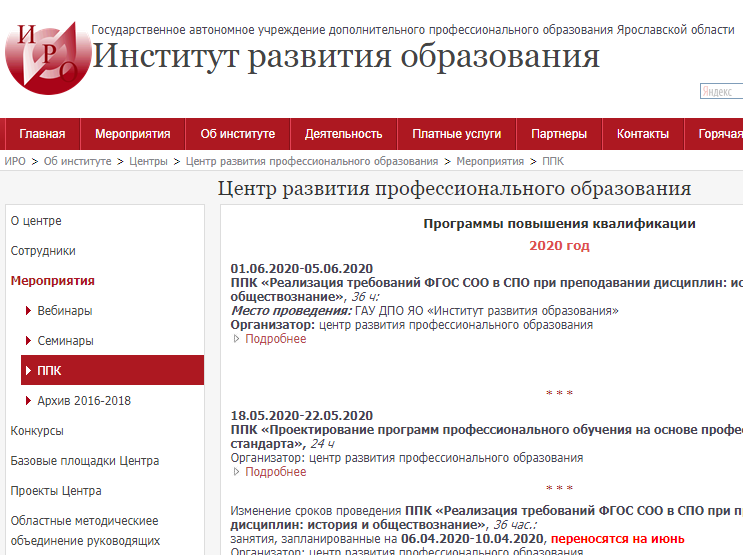 ИРО
Государственное автономное учреждение дополнительного профессионального образования Ярославской области
Институт развития образования
Яндекс
Главная Мероприятия Об институте Деятельность Платные услуги Партнеры Контакты Горячая
ИРО > Об институте > Центры > Центр развития профессионального образования > Мероприятия > ППК
Центр развития профессионального образования
О центре
Сотрудники
Мероприятия
Вебинары
Семинары
ППК
Архив 2016-2018
Конкурсы
Базовые площадки Центра
Проекты Центра
Областные методическиее
объединение руководящих
Программы повышения квалификации
2020 год
01.06.2020-05.06.2020
ППК «Реализация требований ФГОС СОО в СПО при преподавании дисциплин: ис
обществознание», 36 ч:
Место проведения: ГАУ ДПО ЯО «Институт развития образования»
Организатор: центр развития профессионального образования
Подробнее
* * *
18.05.2020-22.05.2020
ППК «Проектирование программ профессионального обучения на основе профес
стандарта», 24 ч
Организатор: центр развития профессионального образования
Подробнее
* * *
Изменение сроков проведения ППК «Реализация требований ФГОС СОО в СПО при п
дисциплин: история и обществознание», 36 час.:
занятия, запланированные на 06.04.2020-10.04.2020, переносятся на июнь
Организатор: центр развития профессионального образования